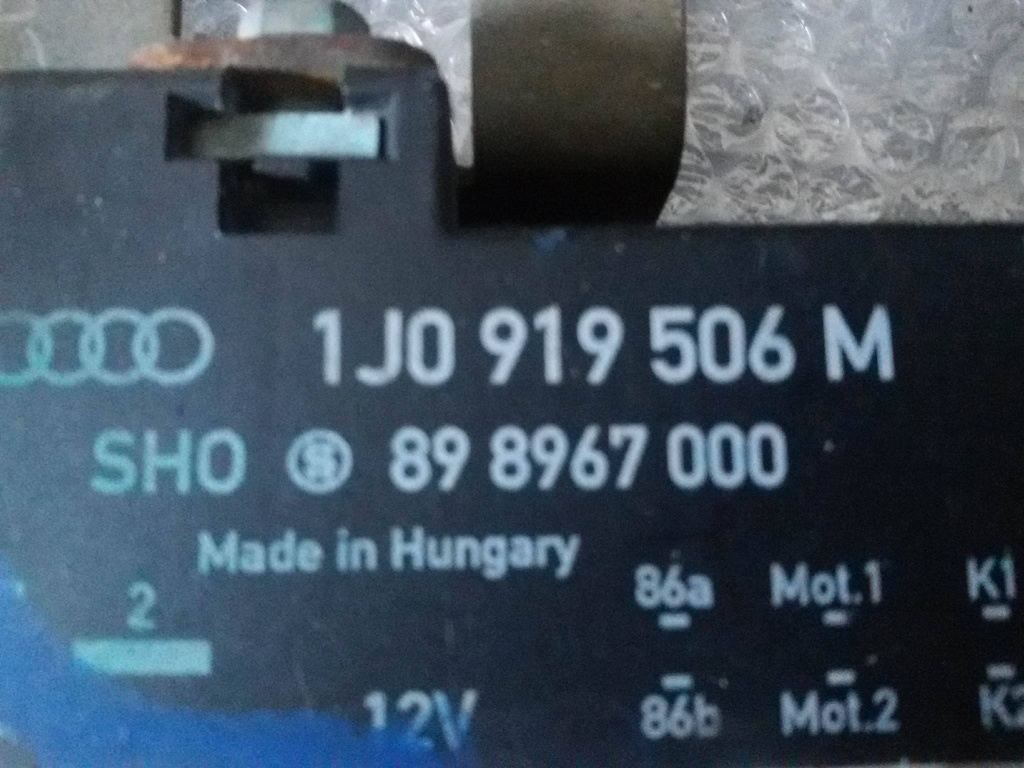 1J0 919 506 M
SHO S 89 8967 000
Made in Hungary
86a Mot.1 K1
2
86b Mot.2 K2
12V